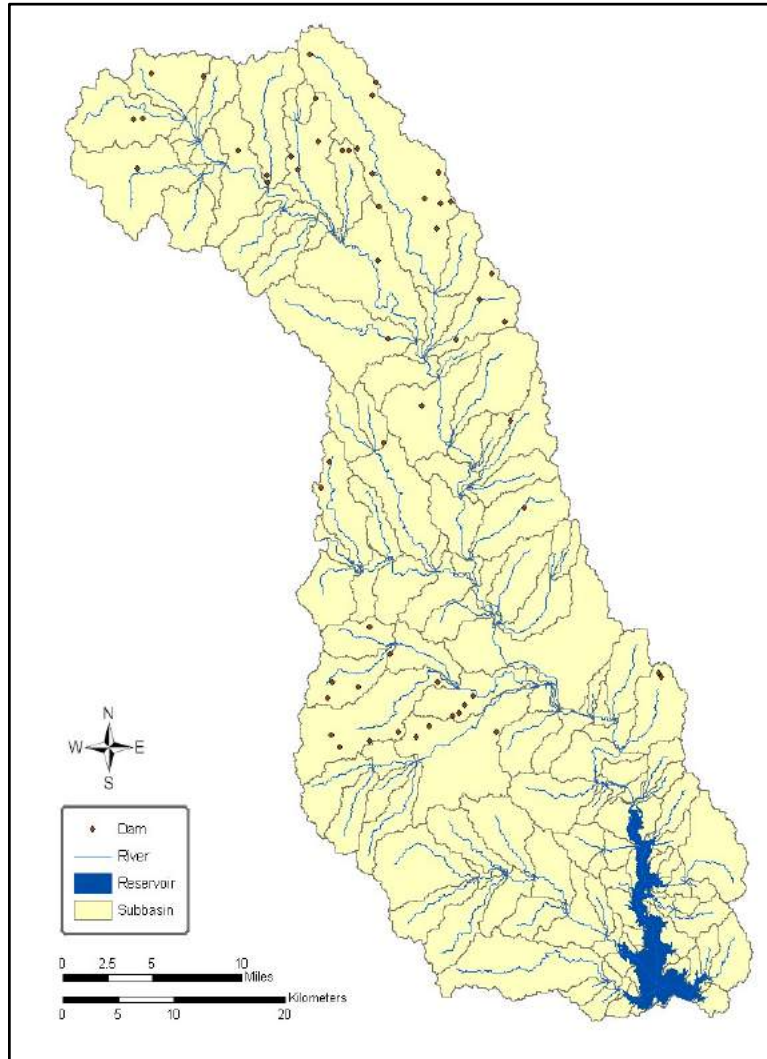 N
W E
S
Dam
River
Reservoir
Subbasin
0 2.5 5 10
Miles
Kilometers
0 5 10 20